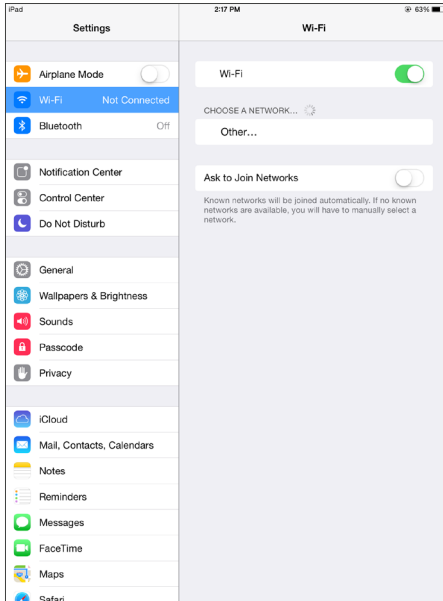 iPad 2:17 PM 63%
Settings
Wi-Fi
Airplane Mode
Wi-Fi Not Connected
Bluetooth Off
Notification Center
Control Center
Do Not Disturb
General
Wallpapers & Brightness
Sounds
Passcode
Privacy
iCloud
Mail, Contacts, Calendars
Notes
Reminders
Messages
FaceTime
Maps
Safari
Wi-Fi
CHOOSE A NETWORK...
Other...
Ask to Join Networks
Known networks will be joined automatically. If no known
networks are available, you will have to manually select a
network.